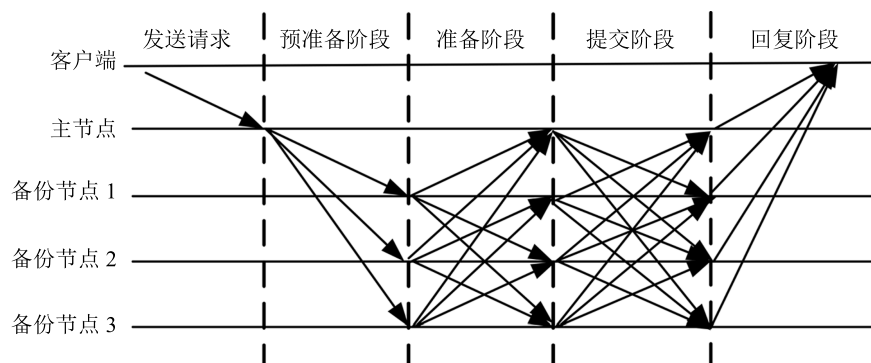 发送请求 预准备阶段 准备阶段 提交阶段 回复阶段
客户端
主节点
备份节点 1
备份节点 2
备份节点 3